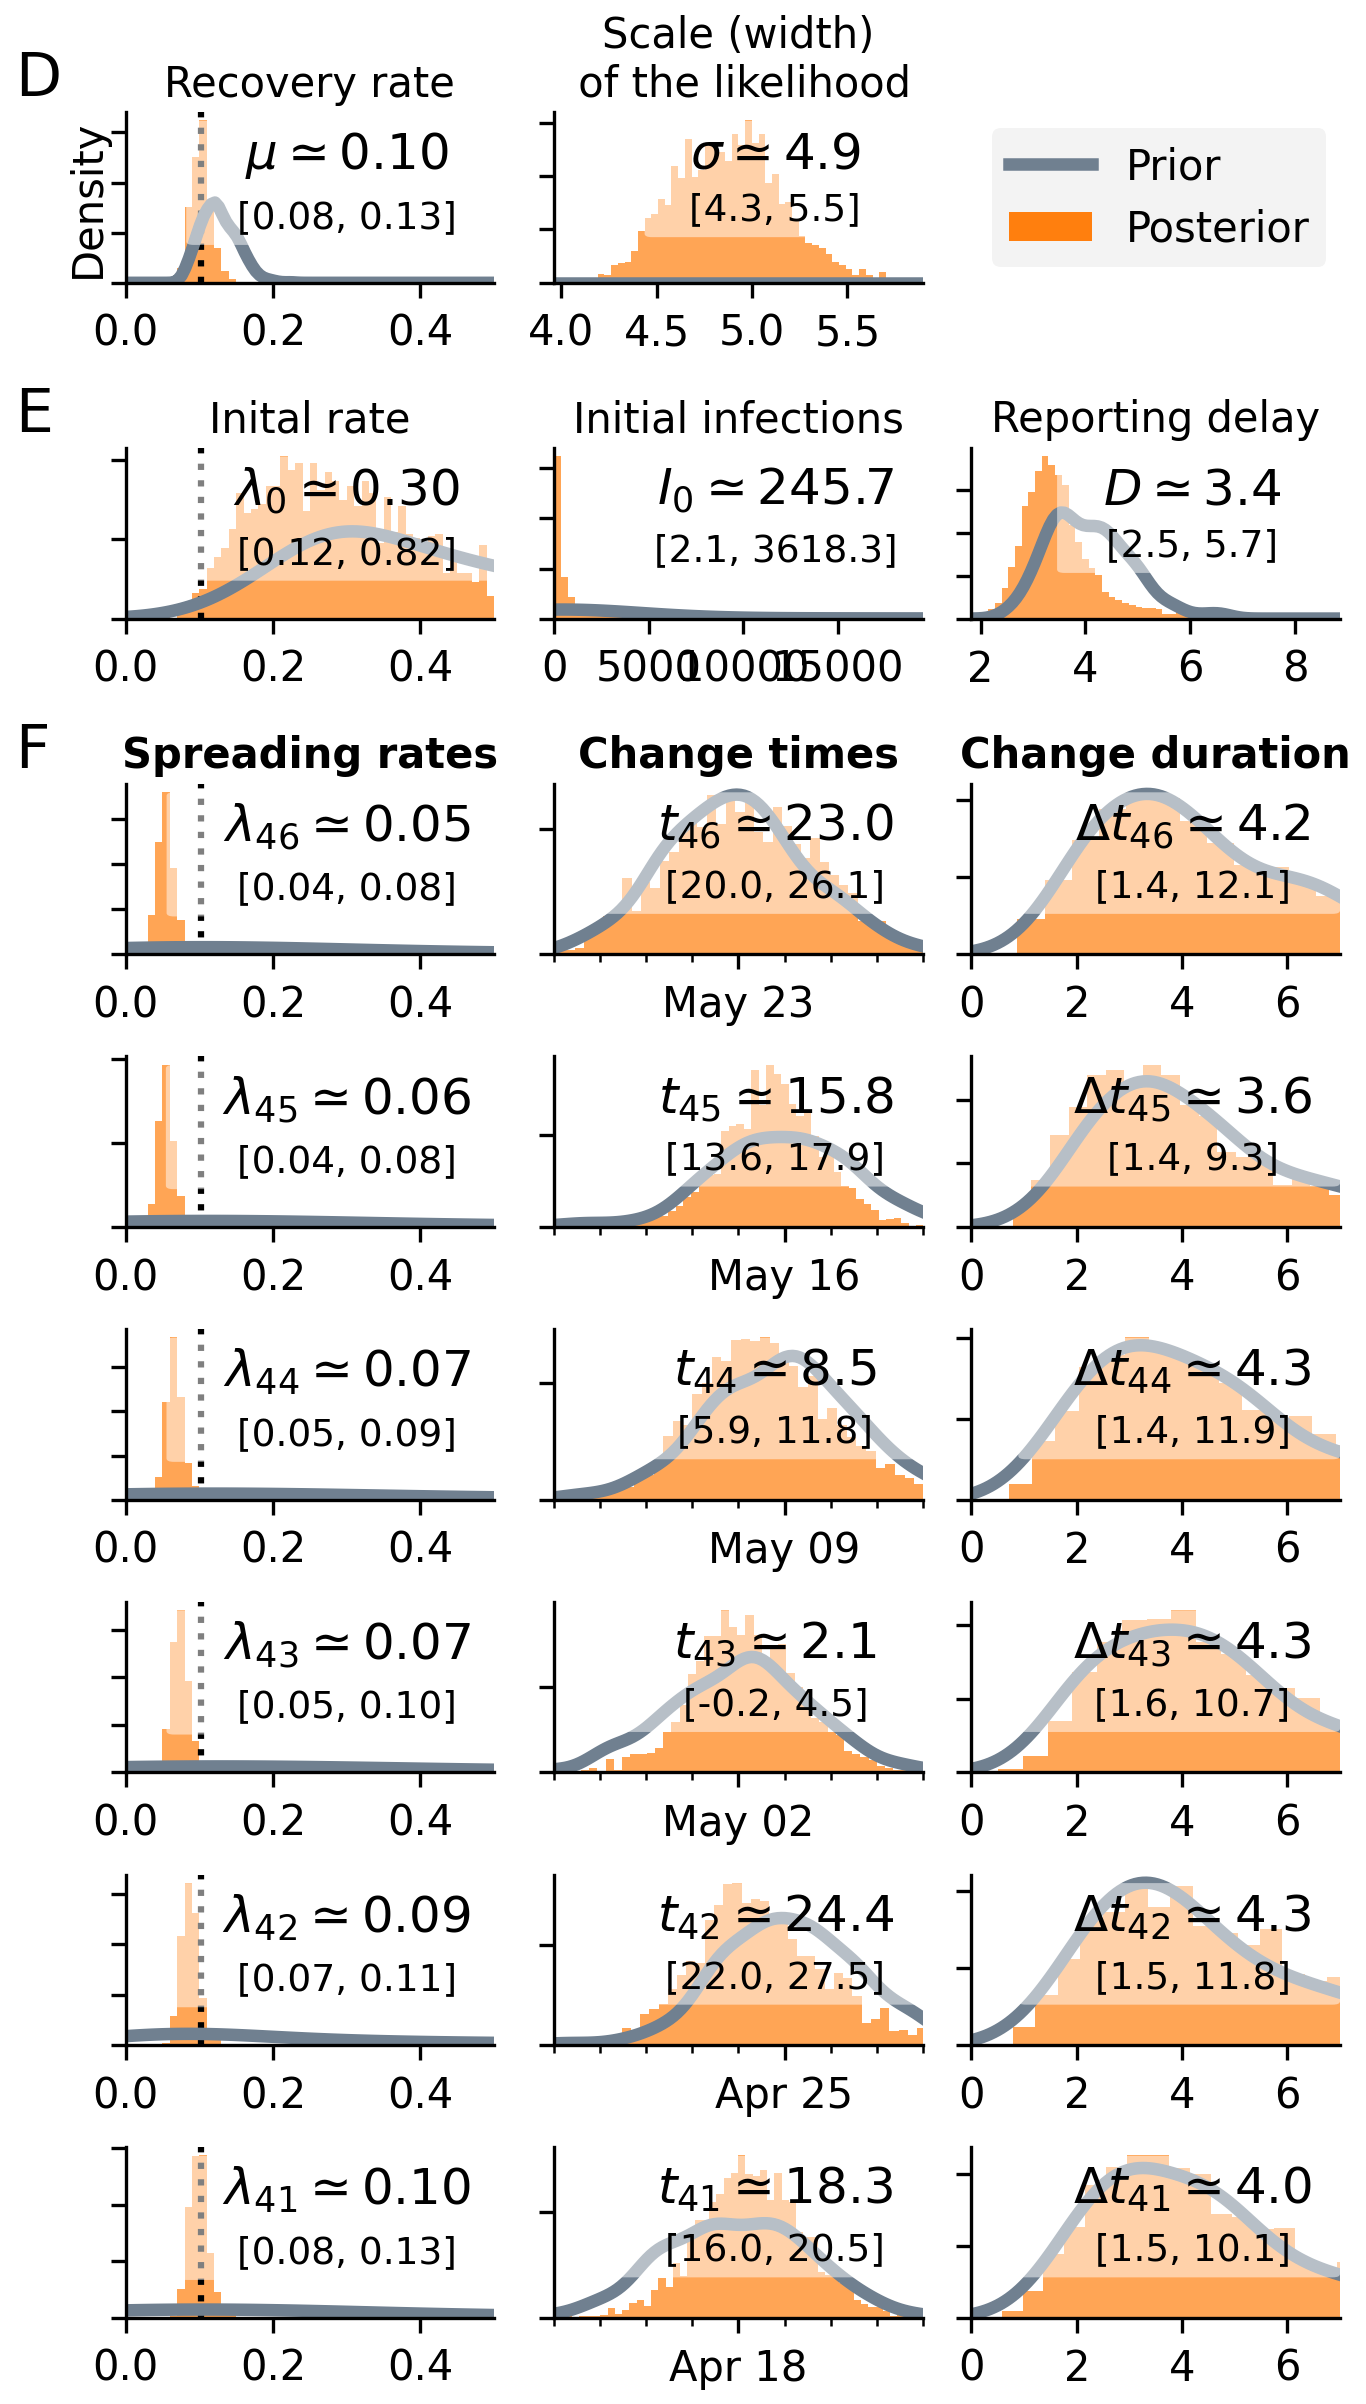 D
Recovery rate
Scale (width)
of the likelihood
Density
μ ≃ 0.10
[0.08, 0.13]
σ ≃ 4.9
[4.3, 5.5]
Prior
Posterior
0.0 0.2 0.4
4.0 4.5 5.0 5.5
E
Inital rate
Initial infections
Reporting delay
λ₀ ≃ 0.30
[0.12, 0.82]
I₀ ≃ 245.7
[2.1, 3618.3]
D ≃ 3.4
[2.5, 5.7]
0.0 0.2 0.4
0 5000 10000 15000
2 4 6 8
F
Spreading rates
Change times
Change duration
λ₄₆ ≃ 0.05
[0.04, 0.08]
t₄₆ ≃ 23.0
[20.0, 26.1]
Δt₄₆ ≃ 4.2
[1.4, 12.1]
0.0 0.2 0.4
May 23
0 2 4 6
λ₄₅ ≃ 0.06
[0.04, 0.08]
t₄₅ ≃ 15.8
[13.6, 17.9]
Δt₄₅ ≃ 3.6
[1.4, 9.3]
0.0 0.2 0.4
May 16
0 2 4 6
λ₄₄ ≃ 0.07
[0.05, 0.09]
t₄₄ ≃ 8.5
[5.9, 11.8]
Δt₄₄ ≃ 4.3
[1.4, 11.9]
0.0 0.2 0.4
May 09
0 2 4 6
λ₄₃ ≃ 0.07
[0.05, 0.10]
t₄₃ ≃ 2.1
[-0.2, 4.5]
Δt₄₃ ≃ 4.3
[1.6, 10.7]
0.0 0.2 0.4
May 02
0 2 4 6
λ₄₂ ≃ 0.09
[0.07, 0.11]
t₄₂ ≃ 24.4
[22.0, 27.5]
Δt₄₂ ≃ 4.3
[1.5, 11.8]
0.0 0.2 0.4
Apr 25
0 2 4 6
λ₄₁ ≃ 0.10
[0.08, 0.13]
t₄₁ ≃ 18.3
[16.0, 20.5]
Δt₄₁ ≃ 4.0
[1.5, 10.1]
0.0 0.2 0.4
Apr 18
0 2 4 6